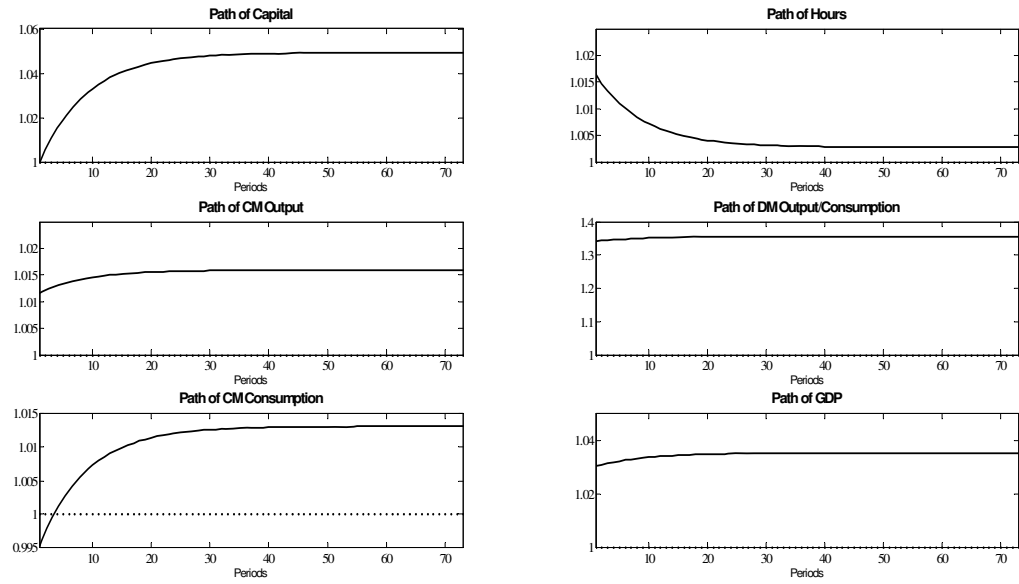 Path of Capital
1.06
1.04
1.02
1
10 20 30 40 50 60 70
Periods
Path of Hours
1.02
1.015
1.01
1.005
1
10 20 30 40 50 60 70
Periods
Path of CM Output
1.02
1.015
1.01
1.005
1
10 20 30 40 50 60 70
Periods
Path of DM Output/Consumption
1.4
1.3
1.2
1.1
1
10 20 30 40 50 60 70
Periods
Path of CM Consumption
1.015
1.01
1.005
1
0.995
10 20 30 40 50 60 70
Periods
Path of GDP
1.04
1.02
1
10 20 30 40 50 60 70
Periods